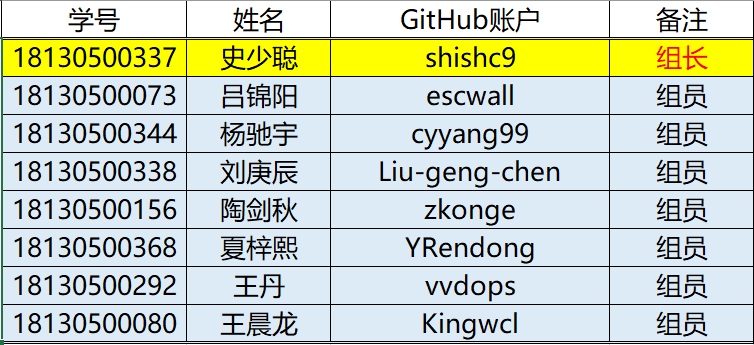 学号 姓名 GitHub账户 备注
18130500337 史少聪 shishc9 组长
18130500073 吕锦阳 escwall 组员
18130500344 杨驰宇 cyyang99 组员
18130500338 刘庚辰 Liu-geng-chen 组员
18130500156 陶剑秋 zkonge 组员
18130500368 夏梓熙 YRendong 组员
18130500292 王丹 vvdops 组员
18130500080 王晨龙 Kingwcl 组员